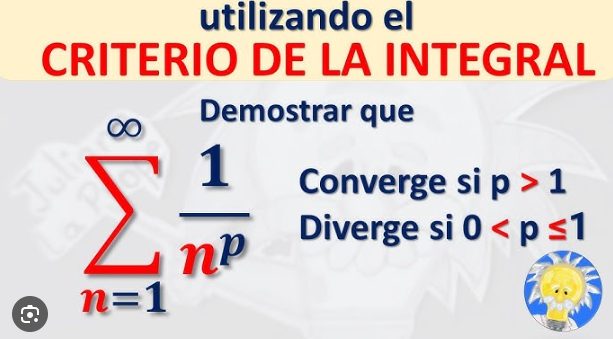 utilizando el
CRITERIO DE LA INTEGRAL
Demostrar que
∞
∑ 1/n^p
n=1
Converge si p > 1
Diverge si 0 < p ≤1